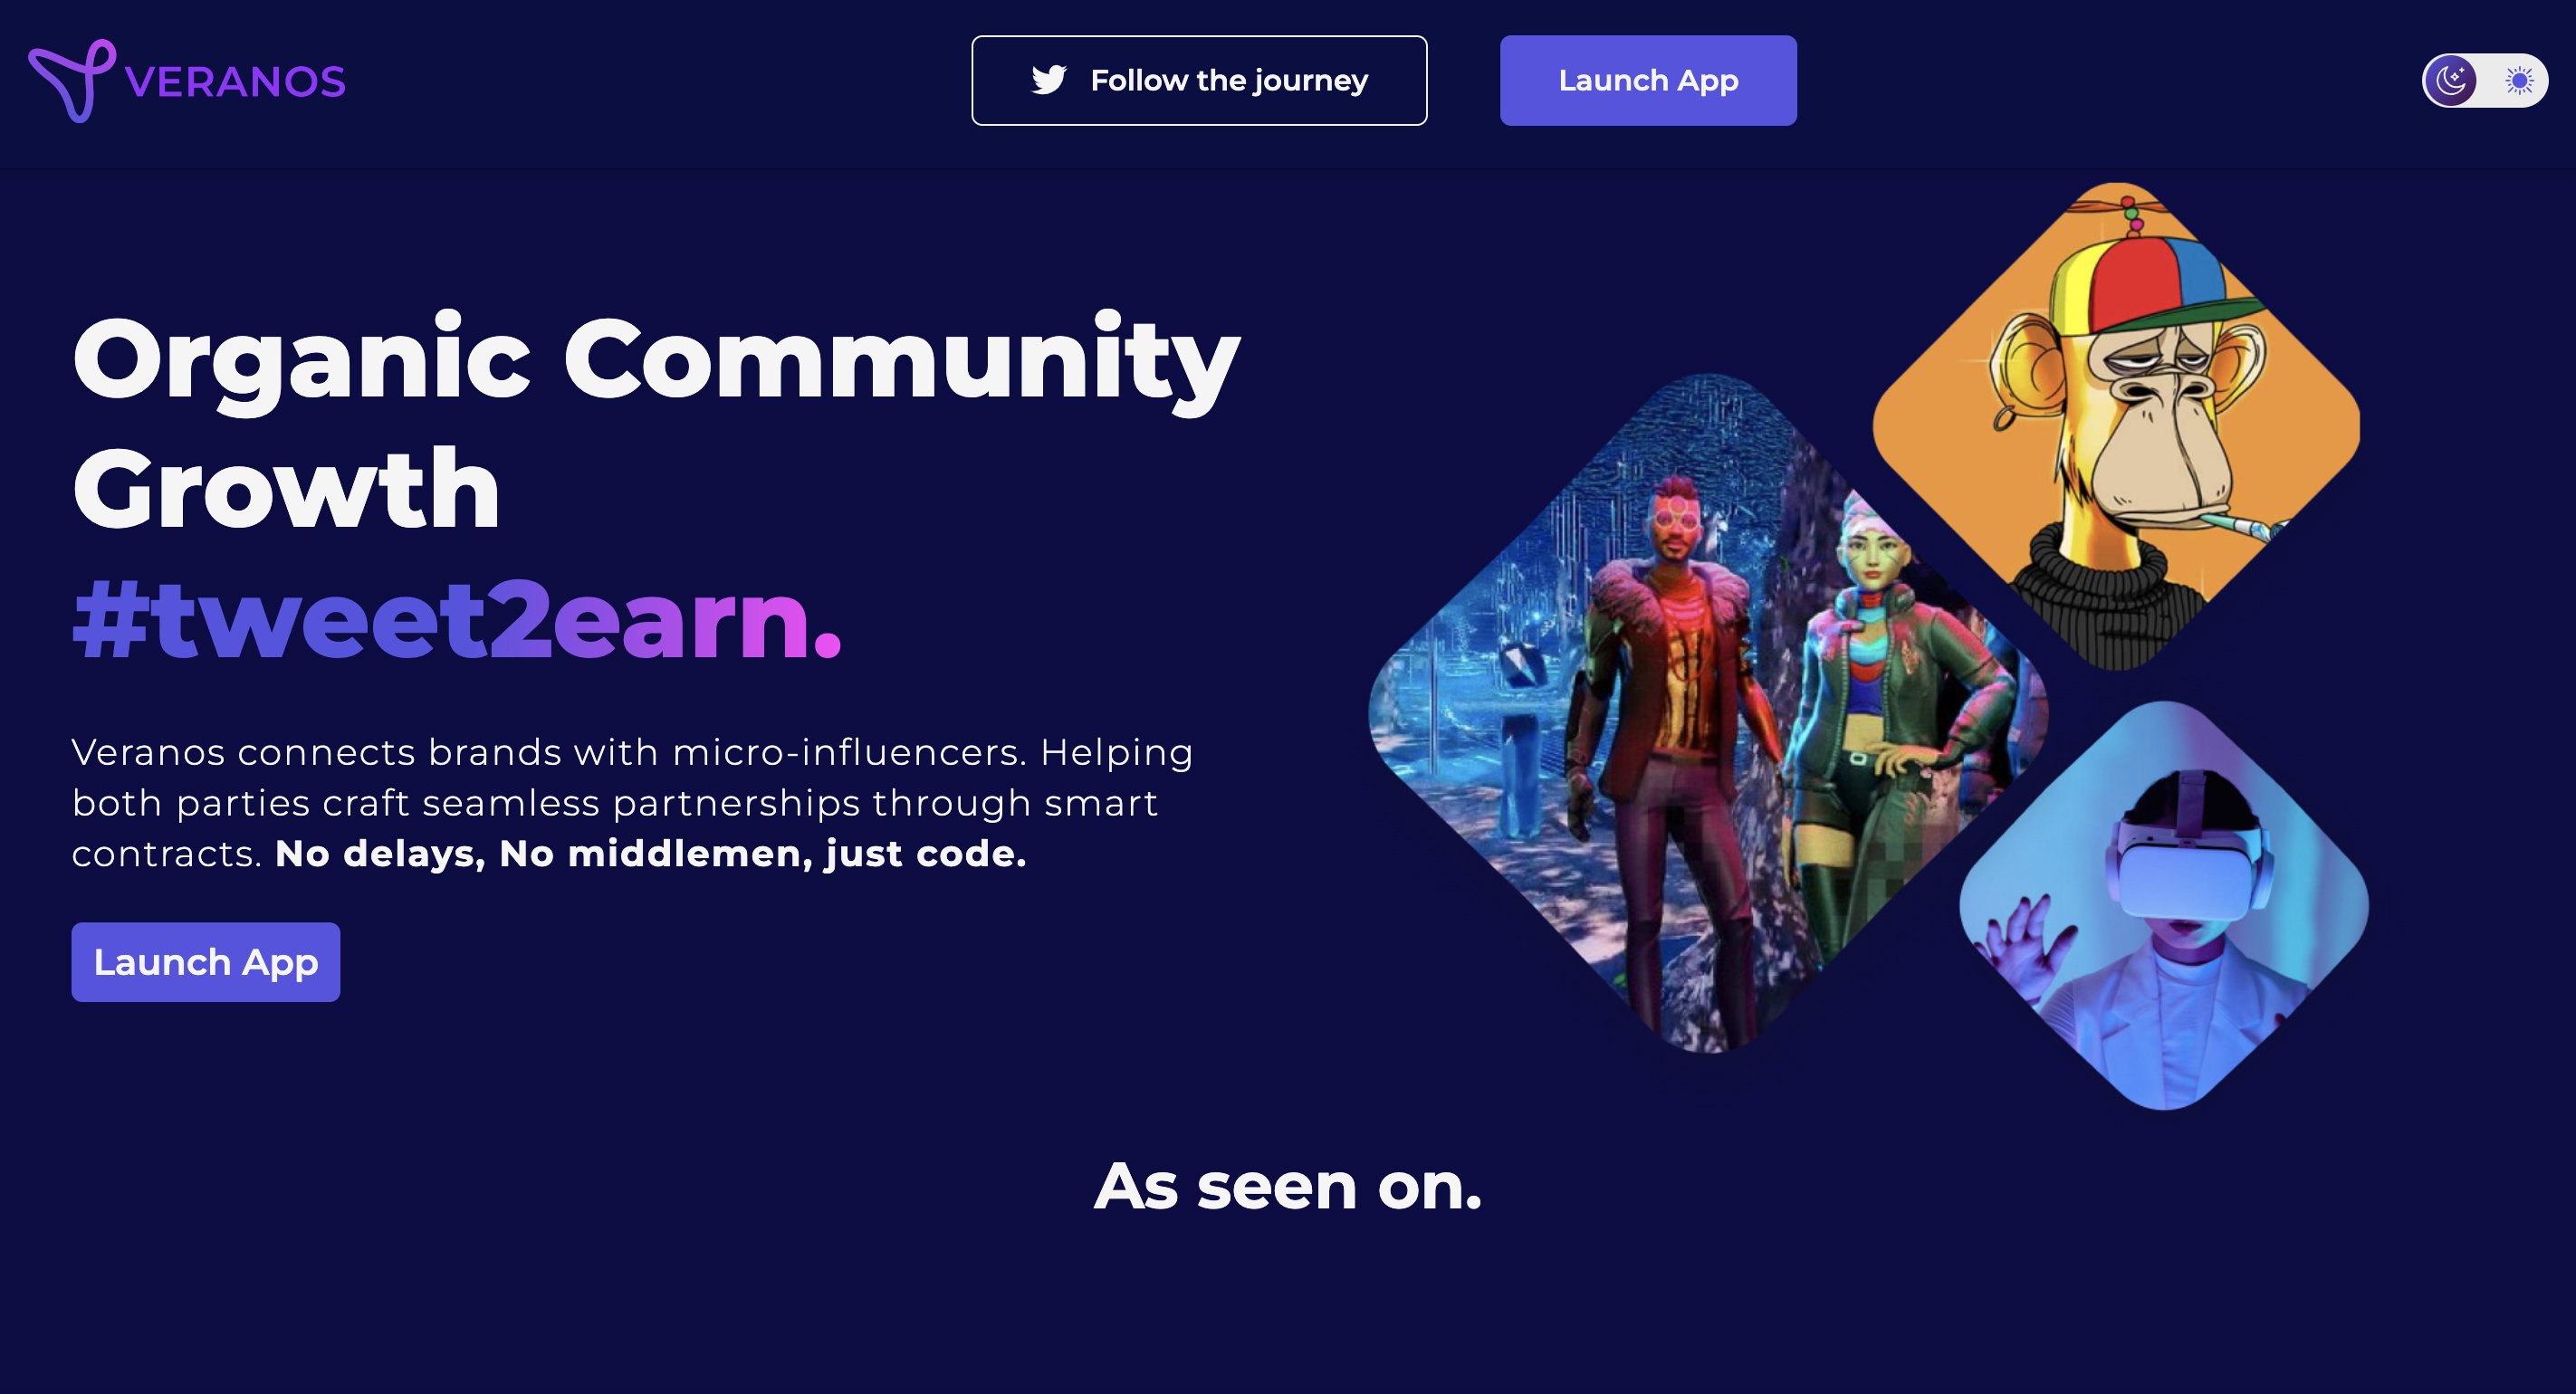 VERANOS
Follow the journey
Launch App
Organic Community
Growth
#tweet2earn.
Veranos connects brands with micro-influencers. Helping
both parties craft seamless partnerships through smart
contracts. No delays, No middlemen, just code.
Launch App
As seen on.